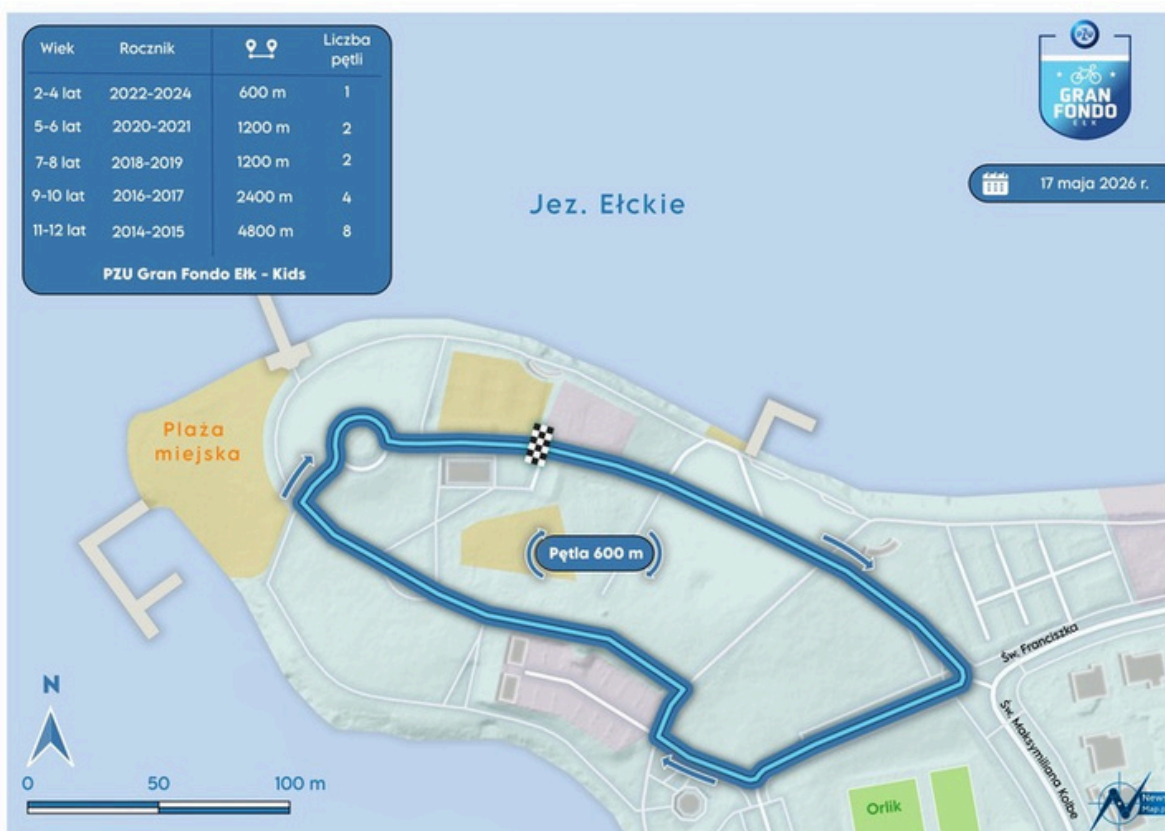 Wiek Rocznik Liczba pętli
2-4 lat 2022-2024 600 m 1
5-6 lat 2020-2021 1200 m 2
7-8 lat 2018-2019 1200 m 2
9-10 lat 2016-2017 2400 m 4
11-12 lat 2014-2015 4800 m 8
PZU Gran Fondo Ełk - Kids
PZU
GRAN
FONDO
EŁK
17 maja 2026 r.
Jez. Ełckie
Plaża
miejska
Pętla 600 m
Św. Franciszka
Św. Maksymiliana Kolbe
Orlik
N
0 50 100 m